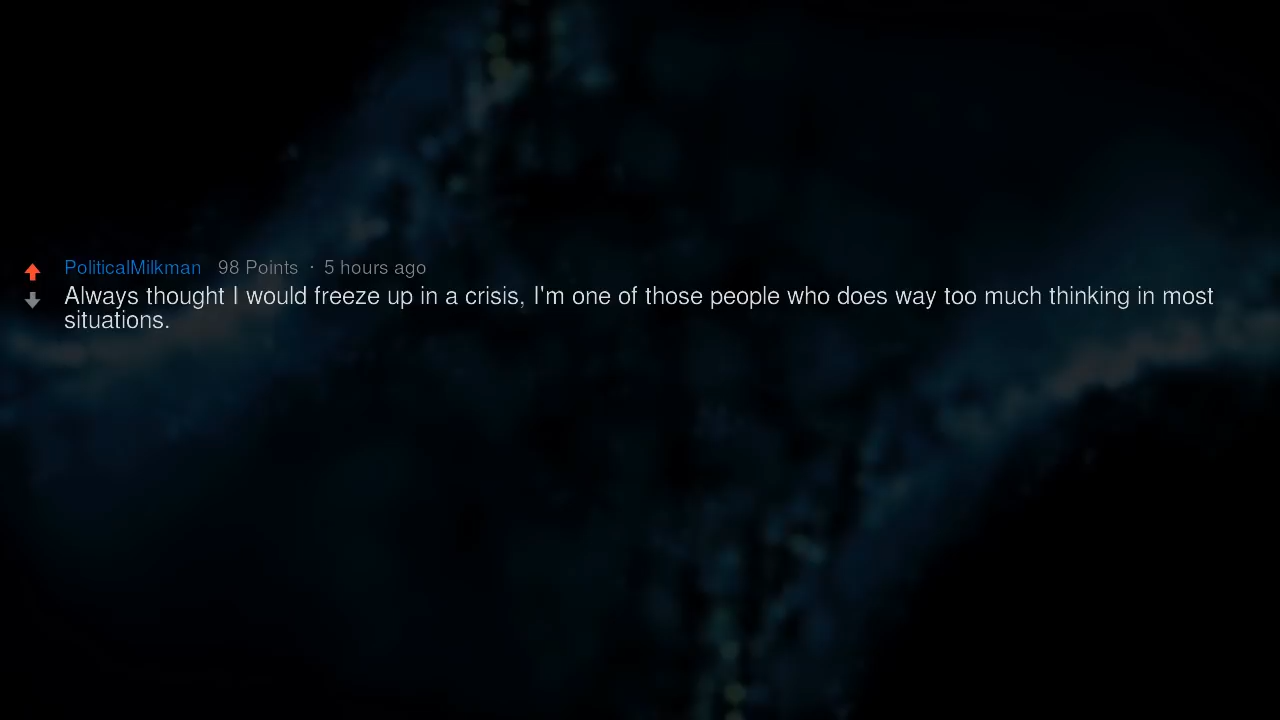 PoliticalMilkman 98 Points · 5 hours ago
Always thought I would freeze up in a crisis, I'm one of those people who does way too much thinking in most
situations.